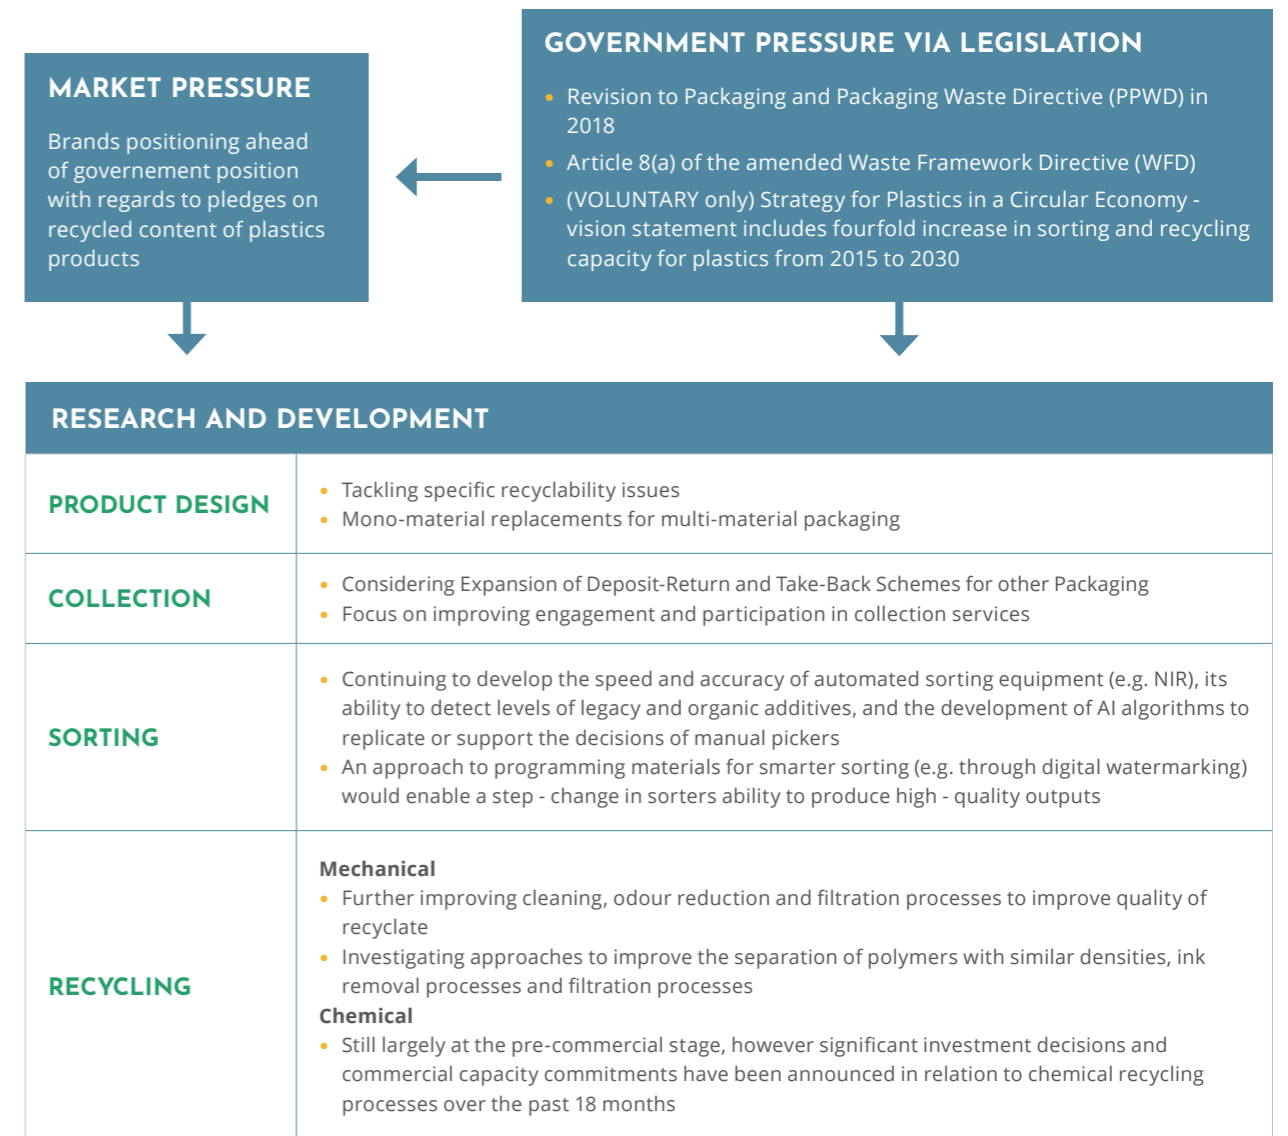 MARKET PRESSURE
Brands positioning ahead
of governement position
with regards to pledges on
recycled content of plastics
products
GOVERNMENT PRESSURE VIA LEGISLATION
• Revision to Packaging and Packaging Waste Directive (PPWD) in
2018
• Article 8(a) of the amended Waste Framework Directive (WFD)
• (VOLUNTARY only) Strategy for Plastics in a Circular Economy -
vision statement includes fourfold increase in sorting and recycling
capacity for plastics from 2015 to 2030
RESEARCH AND DEVELOPMENT
PRODUCT DESIGN
• Tackling specific recyclability issues
• Mono-material replacements for multi-material packaging
COLLECTION
• Considering Expansion of Deposit-Return and Take-Back Schemes for other Packaging
• Focus on improving engagement and participation in collection services
SORTING
• Continuing to develop the speed and accuracy of automated sorting equipment (e.g. NIR), its
ability to detect levels of legacy and organic additives, and the development of AI algorithms to
replicate or support the decisions of manual pickers
• An approach to programming materials for smarter sorting (e.g. through digital watermarking)
would enable a step - change in sorters ability to produce high - quality outputs
RECYCLING
Mechanical
• Further improving cleaning, odour reduction and filtration processes to improve quality of
recyclate
• Investigating approaches to improve the separation of polymers with similar densities, ink
removal processes and filtration processes
Chemical
• Still largely at the pre-commercial stage, however significant investment decisions and
commercial capacity commitments have been announced in relation to chemical recycling
processes over the past 18 months